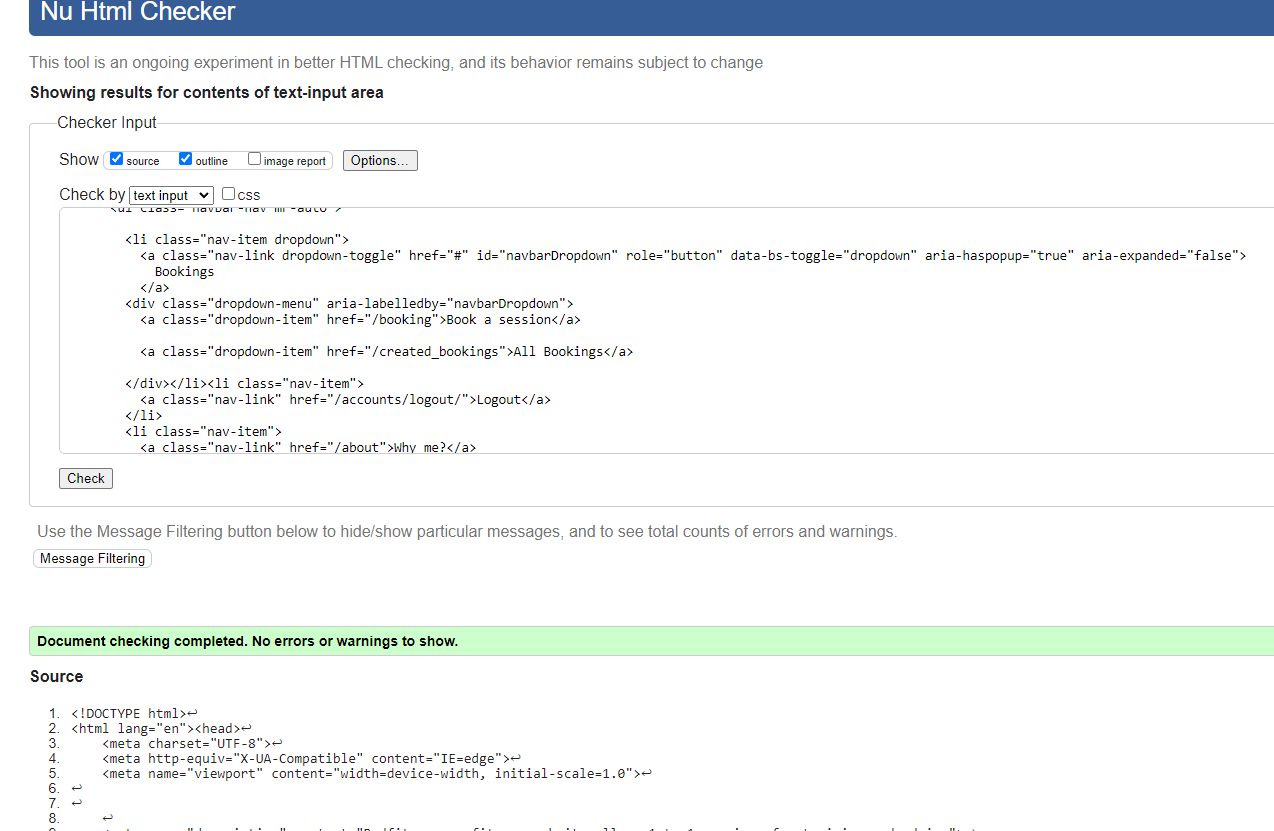 Nu Html Checker
This tool is an ongoing experiment in better HTML checking, and its behavior remains subject to change
Showing results for contents of text-input area
Checker Input
Show source outline image report Options...
Check by text input css
<ul class="navbar-nav mr-auto">
<li class="nav-item dropdown">
<a class="nav-link dropdown-toggle" href="#" id="navbarDropdown" role="button" data-bs-toggle="dropdown" aria-haspopup="true" aria-expanded="false">
Bookings
</a>
<div class="dropdown-menu" aria-labelledby="navbarDropdown">
<a class="dropdown-item" href="/booking">Book a session</a>
<a class="dropdown-item" href="/created_bookings">All Bookings</a>
</div></li><li class="nav-item">
<a class="nav-link" href="/accounts/logout/">Logout</a>
</li>
<li class="nav-item">
<a class="nav-link" href="/about">Why me?</a>
Check
Use the Message Filtering button below to hide/show particular messages, and to see total counts of errors and warnings.
Message Filtering
Document checking completed. No errors or warnings to show.
Source
1. <!DOCTYPE html>↩
2. <html lang="en"><head>↩
3. <meta charset="UTF-8">↩
4. <meta http-equiv="X-UA-Compatible" content="IE=edge">↩
5. <meta name="viewport" content="width=device-width, initial-scale=1.0">↩
6. ↩
7. ↩
8. ↩